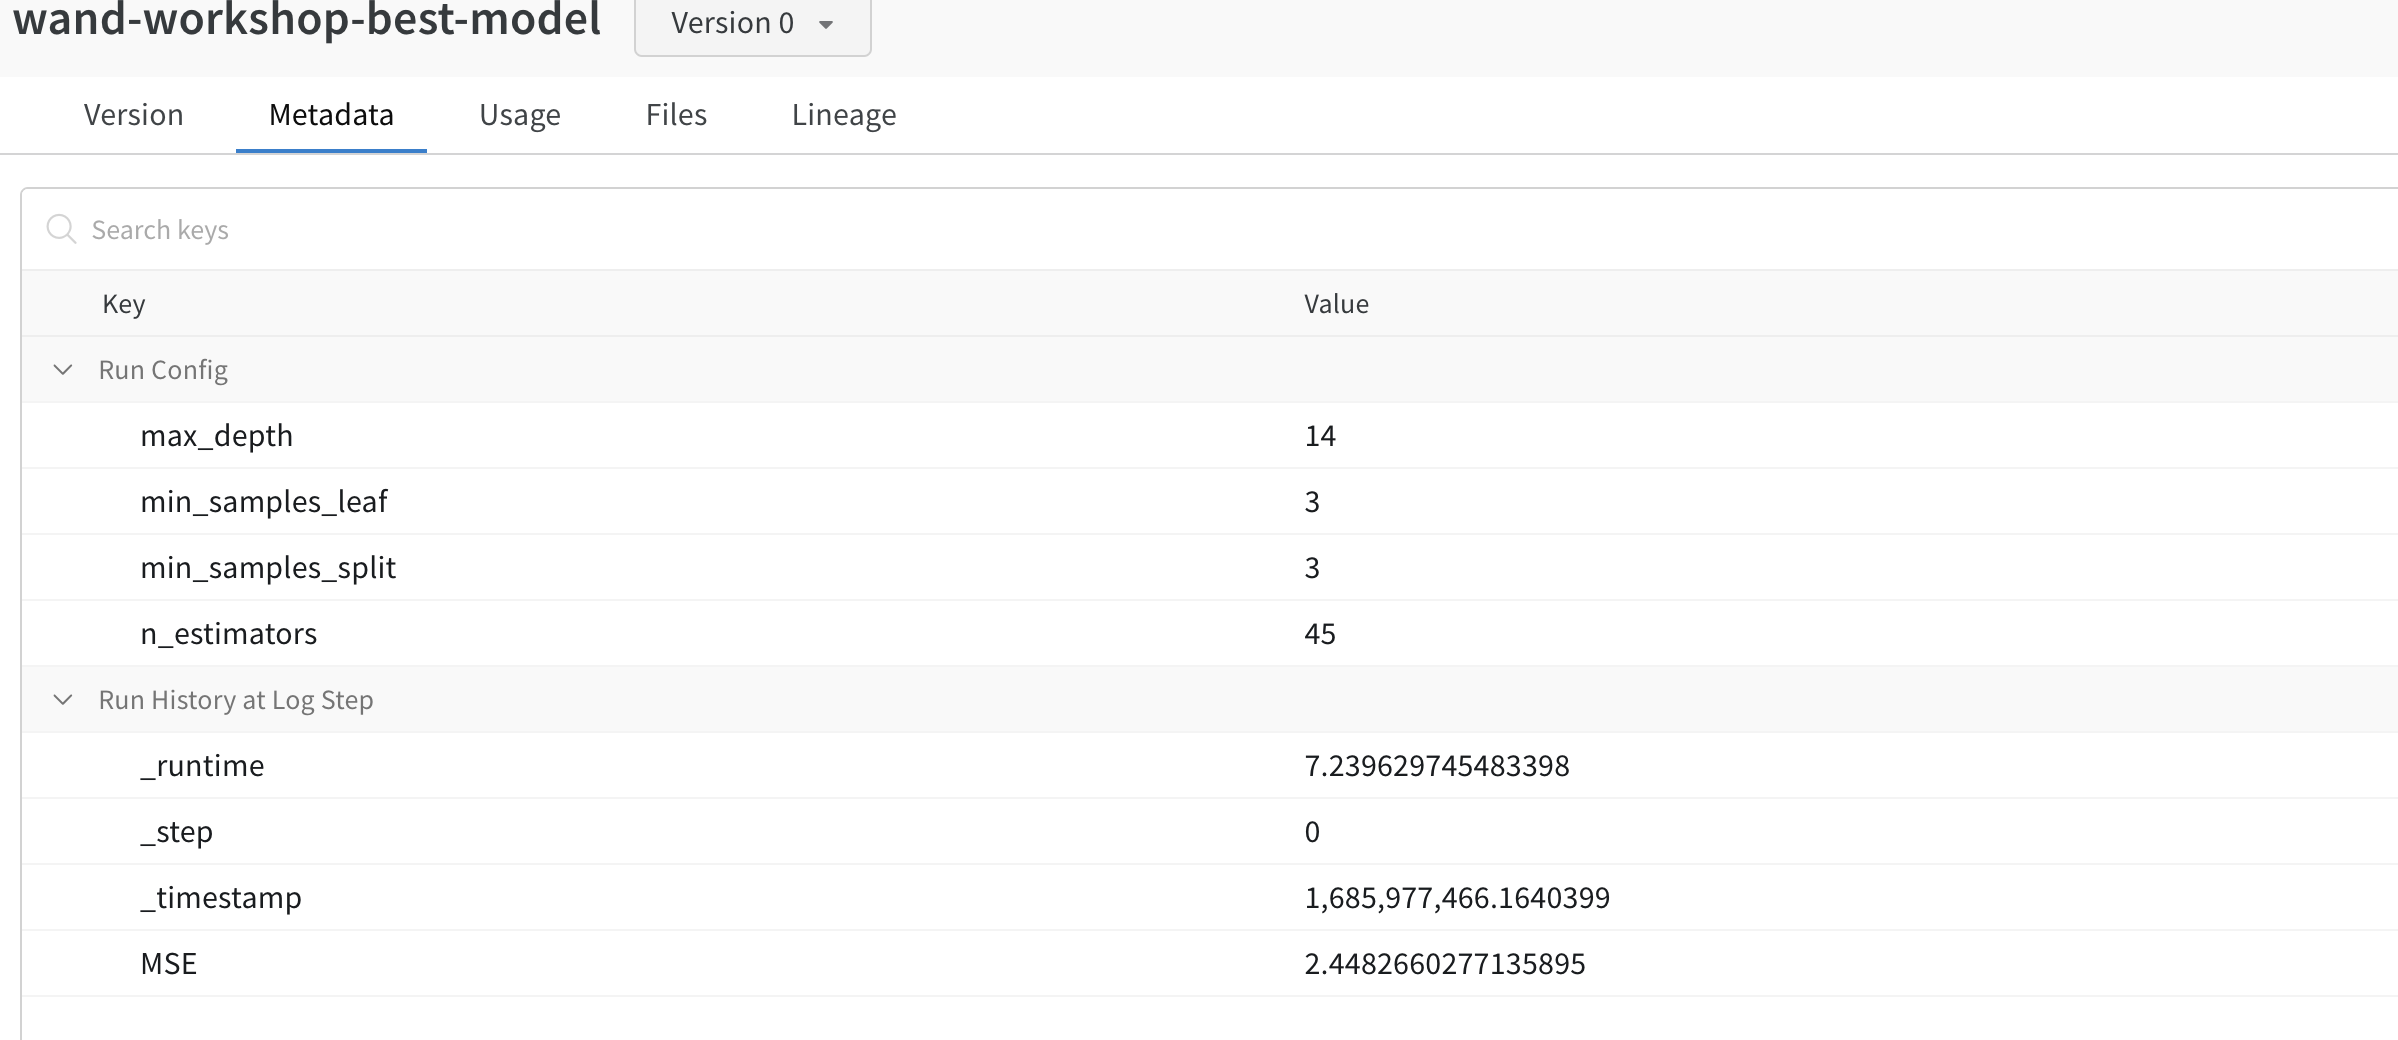 wand-workshop-best-model Version 0
Version Metadata Usage Files Lineage
Search keys
Key Value
Run Config
max_depth 14
min_samples_leaf 3
min_samples_split 3
n_estimators 45
Run History at Log Step
_runtime 7.239629745483398
_step 0
_timestamp 1,685,977,466.1640399
MSE 2.4482660277135895